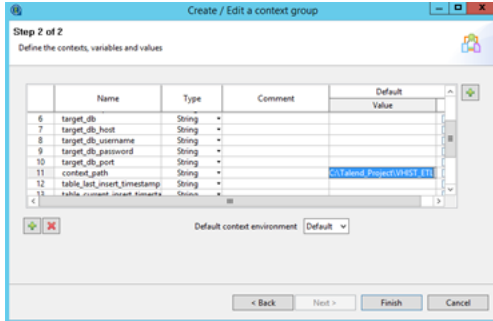 Create / Edit a context group
Step 2 of 2
Define the contexts, variables and values
Name Type Comment Default
Value
6 target_db String
7 target_db_host String
8 target_db_username String
9 target_db_password String
10 target_db_port String
11 context_path String C:\Talend_Project\VHIST_ETL
12 table_last_insert_timestamp String
13 String
Default context environment Default
< Back Next > Finish Cancel